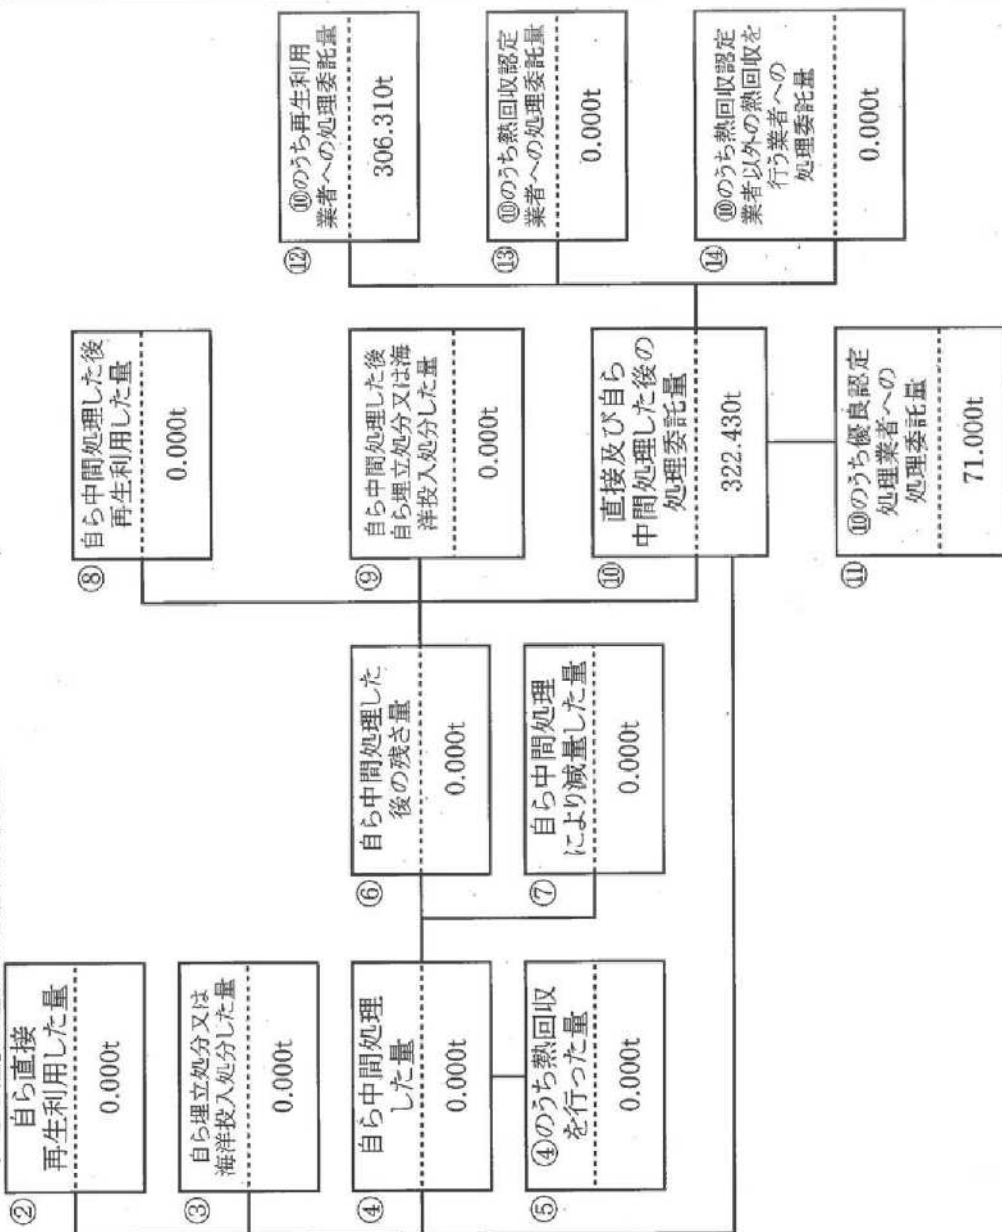 ②
自ら直接
再生利用した量
0.000t
③
自ら埋立処分又は
海洋投入処分した量
0.000t
④
自ら中間処理
した量
0.000t
⑤
④のうち熱回収
を行った量
0.000t
⑥
自ら中間処理した
後の残さ量
0.000t
⑦
自ら中間処理
により減量した量
0.000t
⑧
自ら中間処理した後
再生利用した量
0.000t
⑨
自ら中間処理した後
自ら埋立処分又は海
洋投入処分した量
0.000t
⑩
直接及び自ら
中間処理した後の
処理委託量
322.430t
⑪
⑩のうち優良認定
処理業者への
処理委託量
71.000t
⑫
⑩のうち再生利用
業者への処理委託量
306.310t
⑬
⑩のうち熱回収認定
業者への処理委託量
0.000t
⑭
⑩のうち熱回収認定
業者以外の熱回収を
行う業者への
処理委託量
0.000t